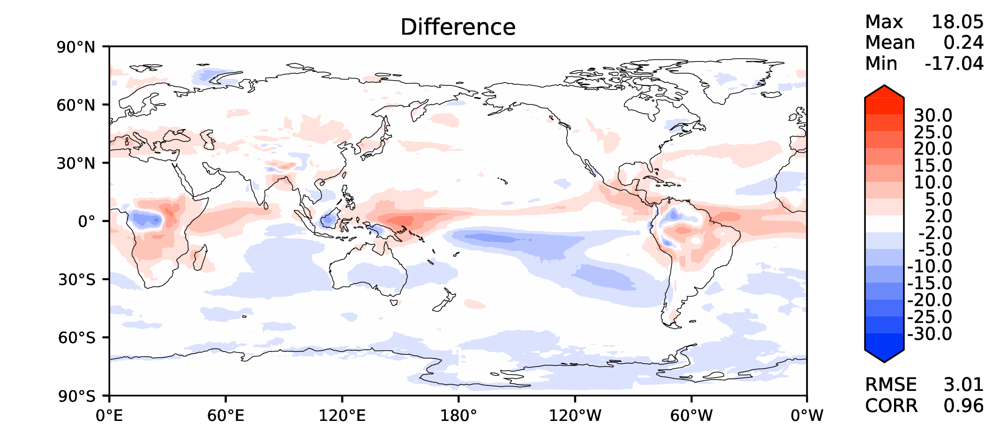 Difference
Max 18.05
Mean 0.24
Min -17.04
90°N
60°N
30°N
0°
30°S
60°S
90°S
0°E
60°E
120°E
180°
120°W
60°W
0°W
30.0
25.0
20.0
15.0
10.0
5.0
2.0
-2.0
-5.0
-10.0
-15.0
-20.0
-25.0
-30.0
RMSE 3.01
CORR 0.96